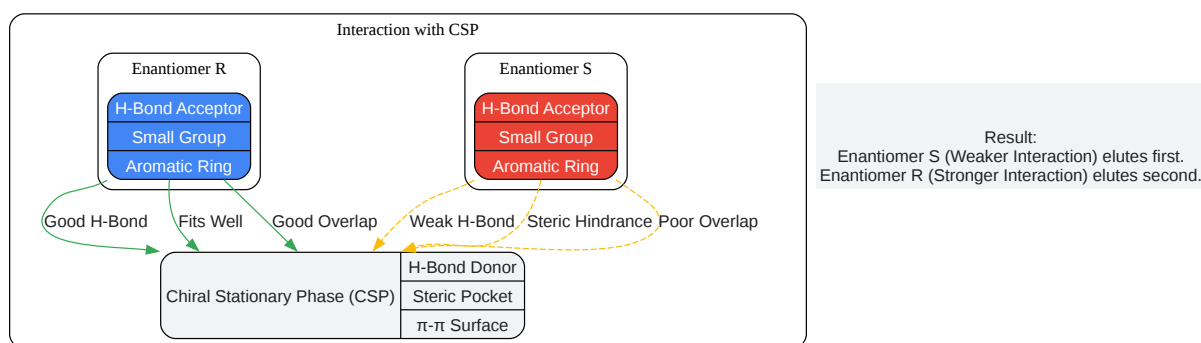 Interaction with CSP
Enantiomer R
Enantiomer S
H-Bond Acceptor
Small Group
Aromatic Ring
H-Bond Acceptor
Small Group
Aromatic Ring
Good H-Bond
Fits Well
Good Overlap
Weak H-Bond
Steric Hindrance
Poor Overlap
Chiral Stationary Phase (CSP)
H-Bond Donor
Steric Pocket
π-π Surface
Result:
Enantiomer S (Weaker Interaction) elutes first.
Enantiomer R (Stronger Interaction) elutes second.